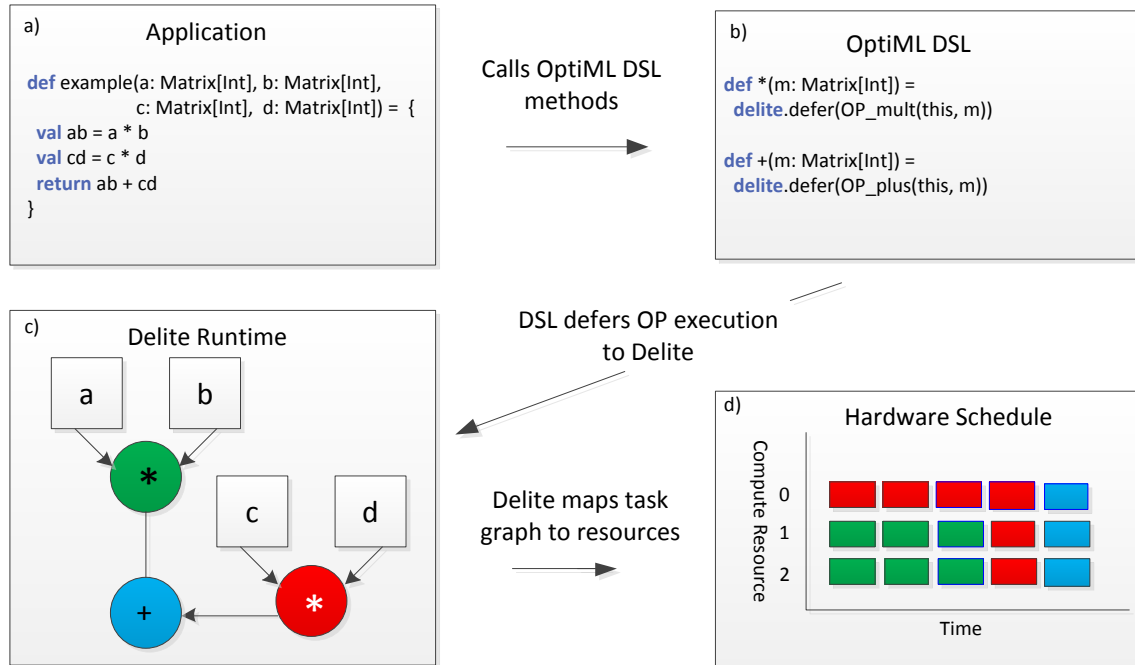 a)
Application
def example(a: Matrix[Int], b: Matrix[Int],
c: Matrix[Int], d: Matrix[Int]) = {
val ab = a * b
val cd = c * d
return ab + cd
}
Calls OptiML DSL
methods
b)
OptiML DSL
def *(m: Matrix[Int]) =
delite.defer(OP_mult(this, m))
def +(m: Matrix[Int]) =
delite.defer(OP_plus(this, m))
DSL defers OP execution
to Delite
c)
Delite Runtime
a
b
*
c
d
+
*
Delite maps task
graph to resources
d)
Hardware Schedule
Compute Resource
0
1
2
Time